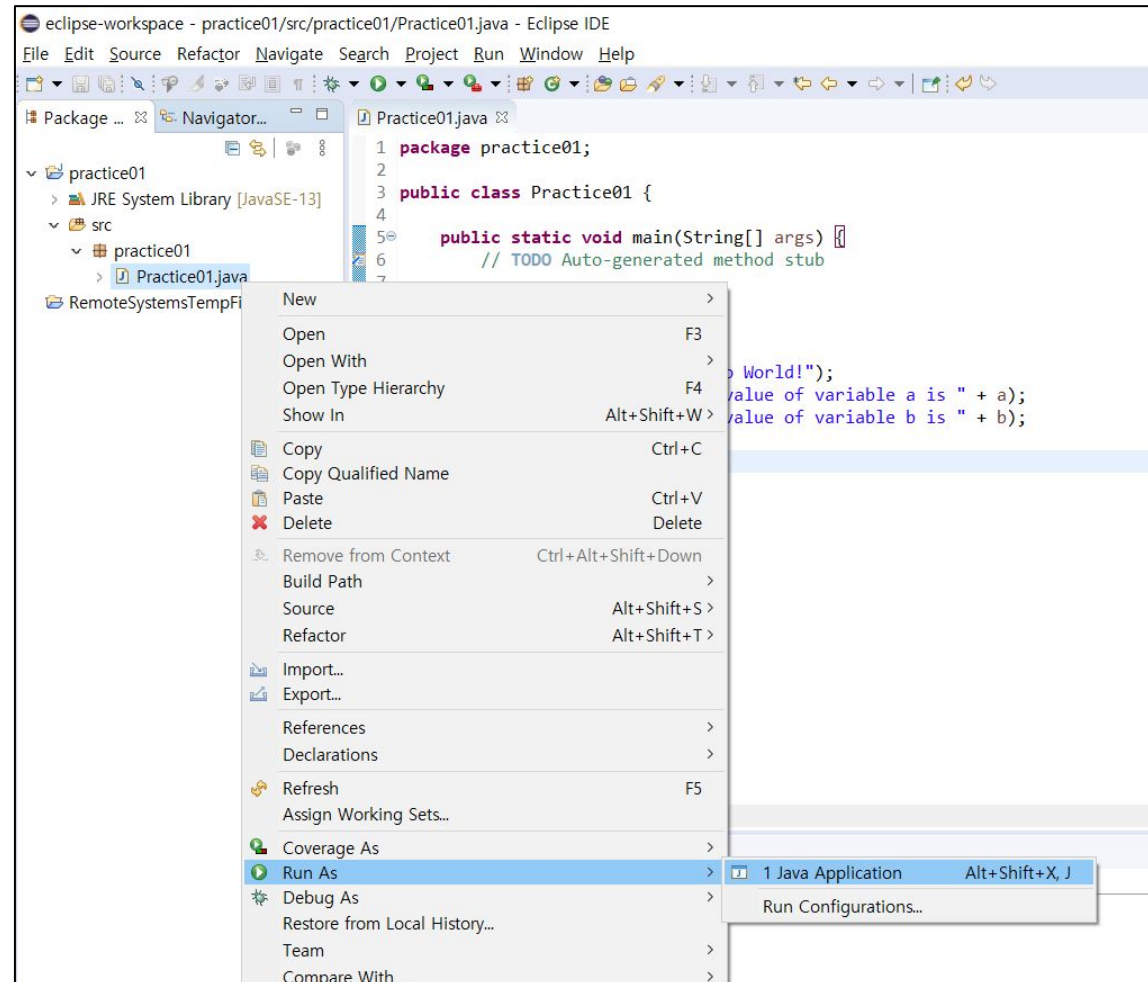 eclipse-workspace - practice01/src/practice01/Practice01.java - Eclipse IDE
File Edit Source Refactor Navigate Search Project Run Window Help
Package ... Navigator...
Practice01.java
practice01
JRE System Library [JavaSE-13]
src
practice01
Practice01.java
RemoteSystemsTempFi
1 package practice01;
2
3 public class Practice01 {
4
5 public static void main(String[] args) {
6 // TODO Auto-generated method stub
World!");
value of variable a is " + a);
value of variable b is " + b);
New
Open F3
Open With
Open Type Hierarchy F4
Show In Alt+Shift+W >
Copy Ctrl+C
Copy Qualified Name
Paste Ctrl+V
Delete Delete
Remove from Context Ctrl+Alt+Shift+Down
Build Path
Source Alt+Shift+S >
Refactor Alt+Shift+T >
Import...
Export...
References
Declarations
Refresh F5
Assign Working Sets...
Coverage As
Run As
1 Java Application Alt+Shift+X, J
Debug As
Run Configurations...
Restore from Local History...
Team
Compare With